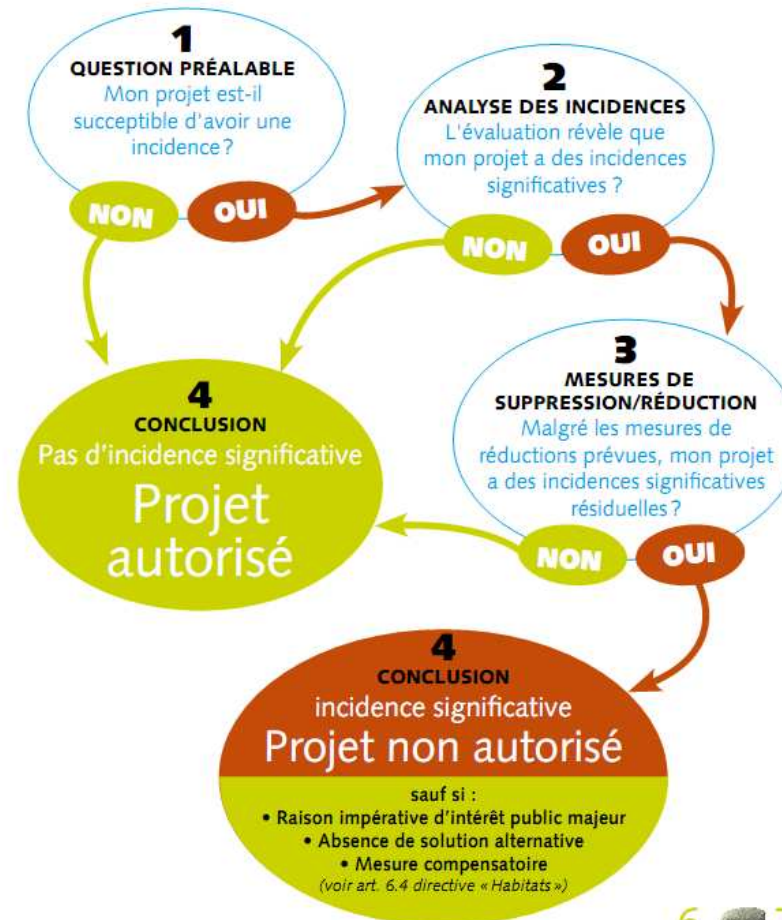 1
QUESTION PRÉALABLE
Mon projet est-il
succeptible d'avoir une
incidence ?
NON
OUI
2
ANALYSE DES INCIDENCES
L'évaluation révèle que
mon projet a des incidences
significatives ?
NON
OUI
3
MESURES DE
SUPPRESSION/RÉDUCTION
Malgré les mesures de
réductions prévues, mon projet
a des incidences significatives
résiduelles ?
NON
OUI
4
CONCLUSION
Pas d'incidence significative
Projet
autorisé
4
CONCLUSION
incidence significative
Projet non autorisé
sauf si :
• Raison impérative d'intérêt public majeur
• Absence de solution alternative
• Mesure compensatoire
(voir art. 6.4 directive « Habitats »)
6